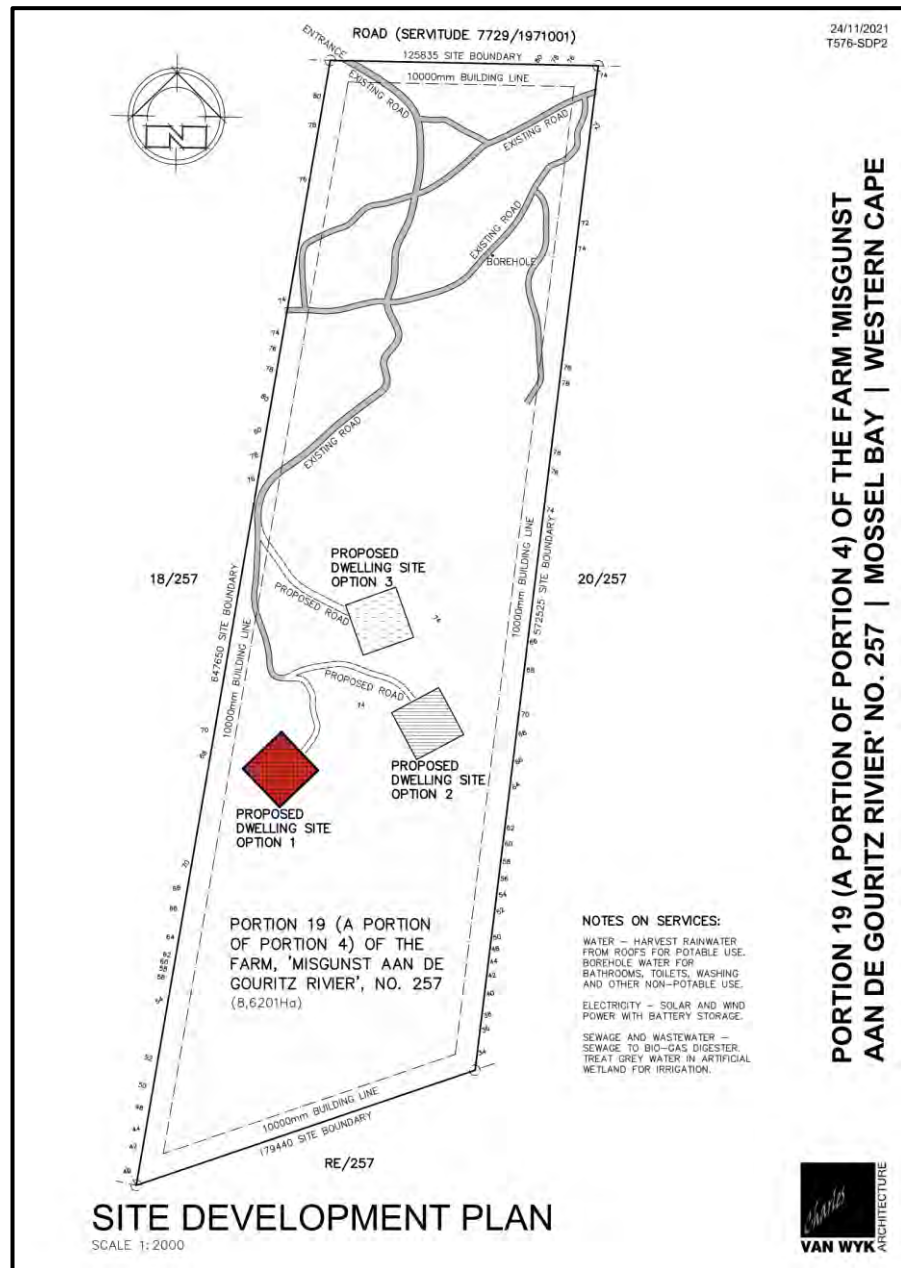 24/11/2021
T576-SDP2
ROAD (SERVITUDE 7729/1971001)
ENTRANCE
125835 SITE BOUNDARY
10000mm BUILDING LINE
EXISTING ROAD
EXISTING ROAD
EXISTING ROAD
BOREHOLE
EXISTING ROAD
N
18/257
20/257
647650 SITE BOUNDARY
10000mm BUILDING LINE
10000mm BUILDING LINE
572525 SITE BOUNDARY
PROPOSED
DWELLING SITE
OPTION 3
PROPOSED ROAD
PROPOSED ROAD
PROPOSED
DWELLING SITE
OPTION 2
PROPOSED
DWELLING SITE
OPTION 1
PORTION 19 (A PORTION
OF PORTION 4) OF THE
FARM, 'MISGUNST AAN DE
GOURITZ RIVIER', NO. 257
(8,6201Ha)
NOTES ON SERVICES:
WATER – HARVEST RAINWATER
FROM ROOFS FOR POTABLE USE.
BOREHOLE WATER FOR
BATHROOMS, TOILETS, WASHING
AND OTHER NON-POTABLE USE.
ELECTRICITY – SOLAR AND WIND
POWER WITH BATTERY STORAGE.
SEWAGE AND WASTEWATER –
SEWAGE TO BIO-GAS DIGESTER.
TREAT GREY WATER IN ARTIFICIAL
WETLAND FOR IRRIGATION.
10000mm BUILDING LINE
179440 SITE BOUNDARY
RE/257
SITE DEVELOPMENT PLAN
SCALE 1:2000
PORTION 19 (A PORTION OF PORTION 4) OF THE FARM 'MISGUNST
AAN DE GOURITZ RIVIER' NO. 257 | MOSSEL BAY | WESTERN CAPE
Charles
VAN WYK
ARCHITECTURE